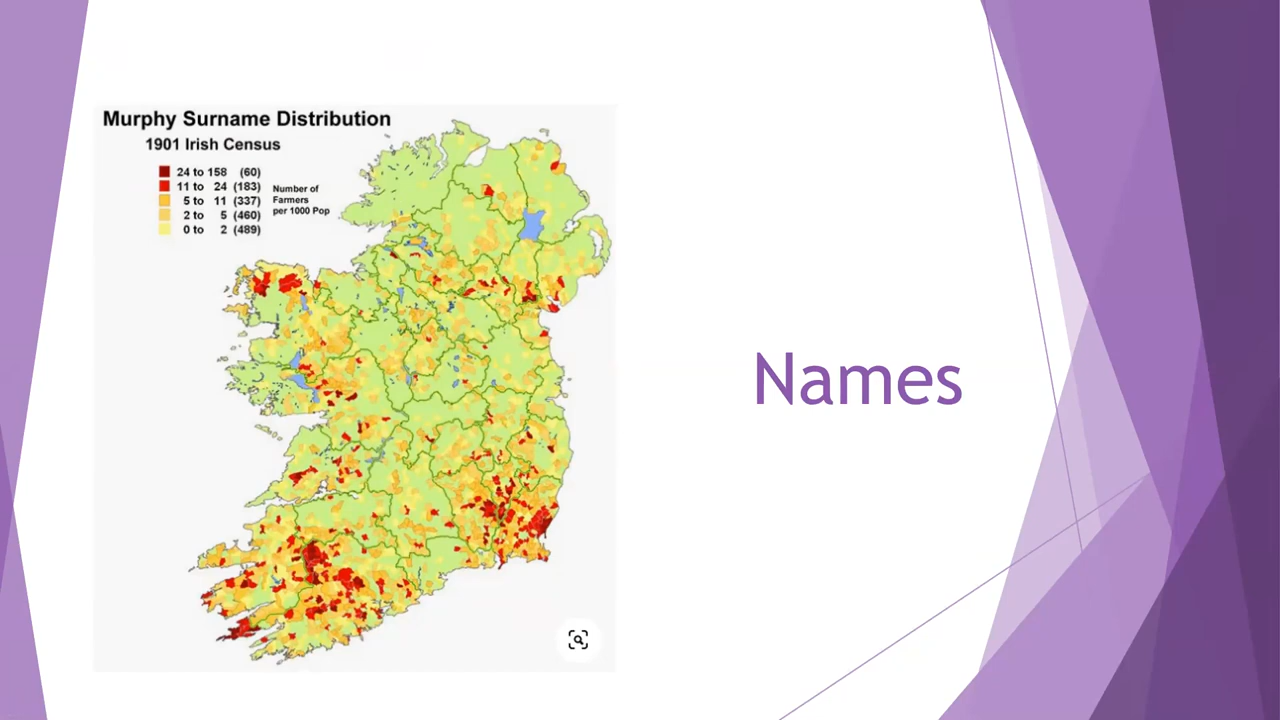 Murphy Surname Distribution
1901 Irish Census
24 to 158 (60)
11 to 24 (183)
5 to 11 (337)
2 to 5 (460)
0 to 2 (489)
Number of
Farmers
per 1000 Pop
Names